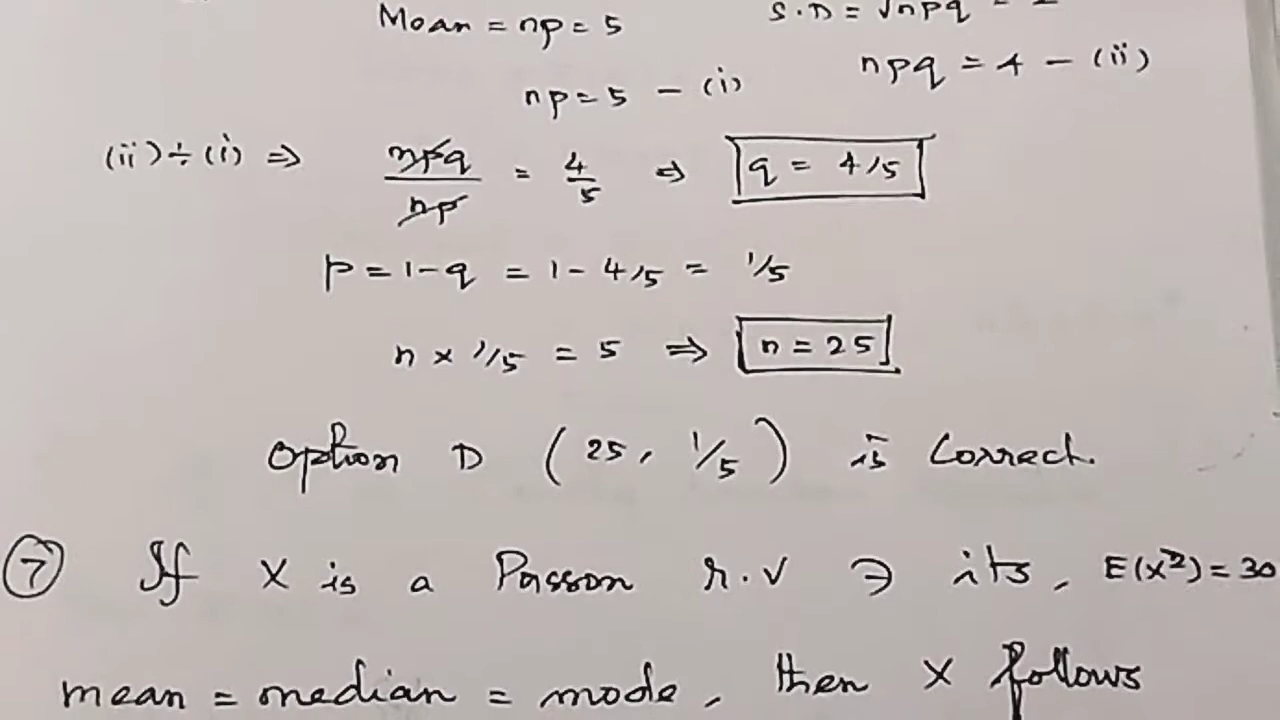 Mean = np = 5 S.D = √npq = 2
np = 5 – (i) npq = 4 – (ii)
(ii) ÷ (i) ⇒ npq/np = 4/5 ⇒ q = 4/5
p = 1 – q = 1 – 4/5 = 1/5
n × 1/5 = 5 ⇒ n = 25
Option D (25, 1/5) is Correct.
7 If X is a Poisson r.v ∋ its, E(X²) = 30
mean = median = mode, then X follows